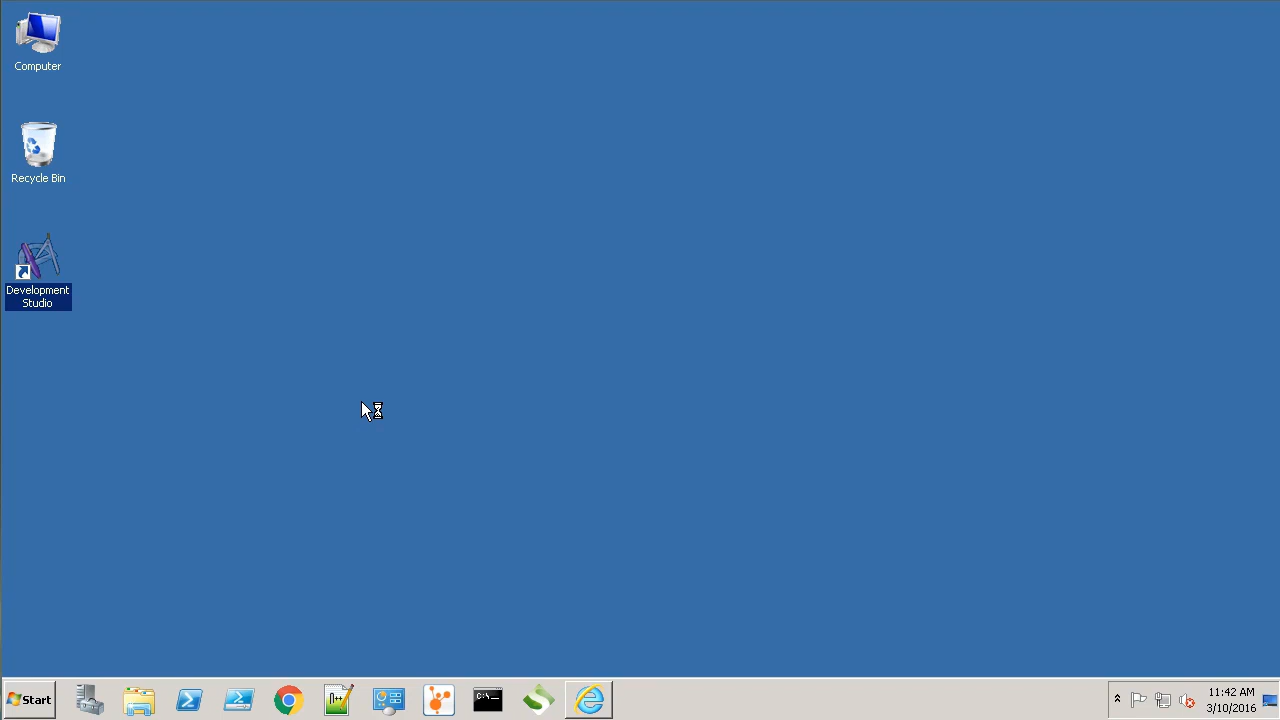 Computer
Recycle Bin
Development
Studio
Start
C:\_
11:42 AM
3/10/2016